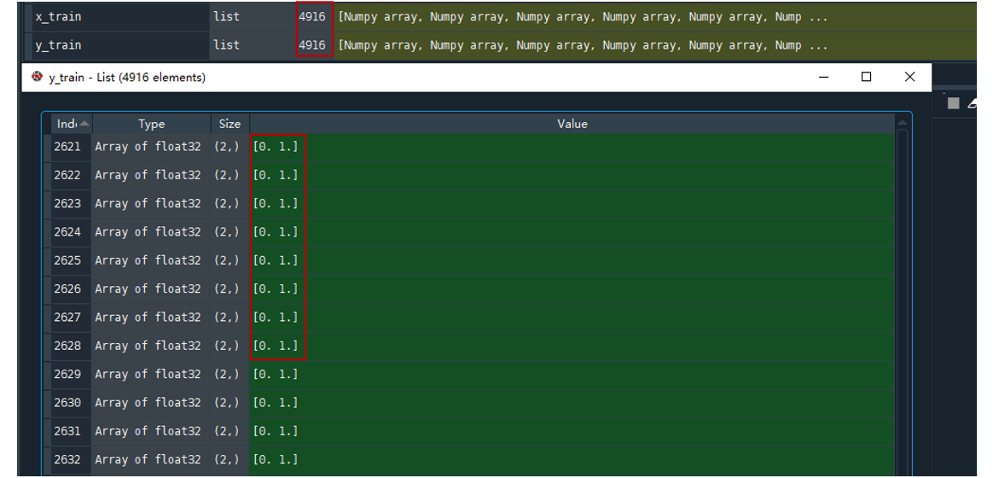 x_train list 4916 [Numpy array, Numpy array, Numpy array, Numpy array, Numpy array, Nump ...
y_train list 4916 [Numpy array, Numpy array, Numpy array, Numpy array, Numpy array, Nump ...
y_train - List (4916 elements)
Ind Type Size Value
2621 Array of float32 (2,) [0. 1.]
2622 Array of float32 (2,) [0. 1.]
2623 Array of float32 (2,) [0. 1.]
2624 Array of float32 (2,) [0. 1.]
2625 Array of float32 (2,) [0. 1.]
2626 Array of float32 (2,) [0. 1.]
2627 Array of float32 (2,) [0. 1.]
2628 Array of float32 (2,) [0. 1.]
2629 Array of float32 (2,) [0. 1.]
2630 Array of float32 (2,) [0. 1.]
2631 Array of float32 (2,) [0. 1.]
2632 Array of float32 (2,) [0. 1.]